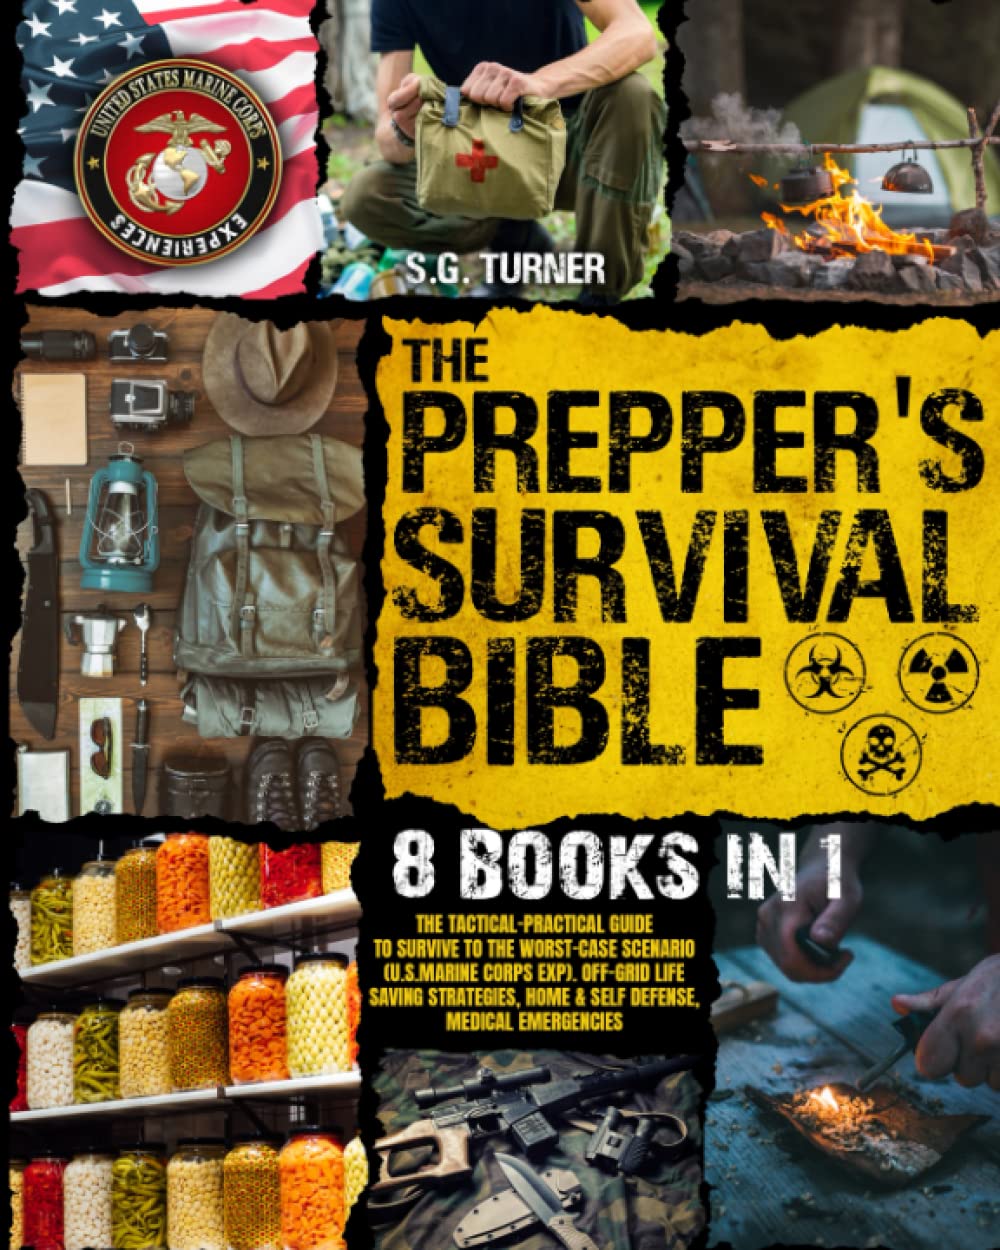 UNITED STATES MARINE CORPS
EXPERIENCES
S.G. TURNER
THE
PREPPER'S
SURVIVAL
BIBLE
8 BOOKS IN 1
THE TACTICAL-PRACTICAL GUIDE
TO SURVIVE TO THE WORST-CASE SCENARIO
(U.S.MARINE CORPS EXP). OFF-GRID LIFE
SAVING STRATEGIES, HOME & SELF DEFENSE,
MEDICAL EMERGENCIES